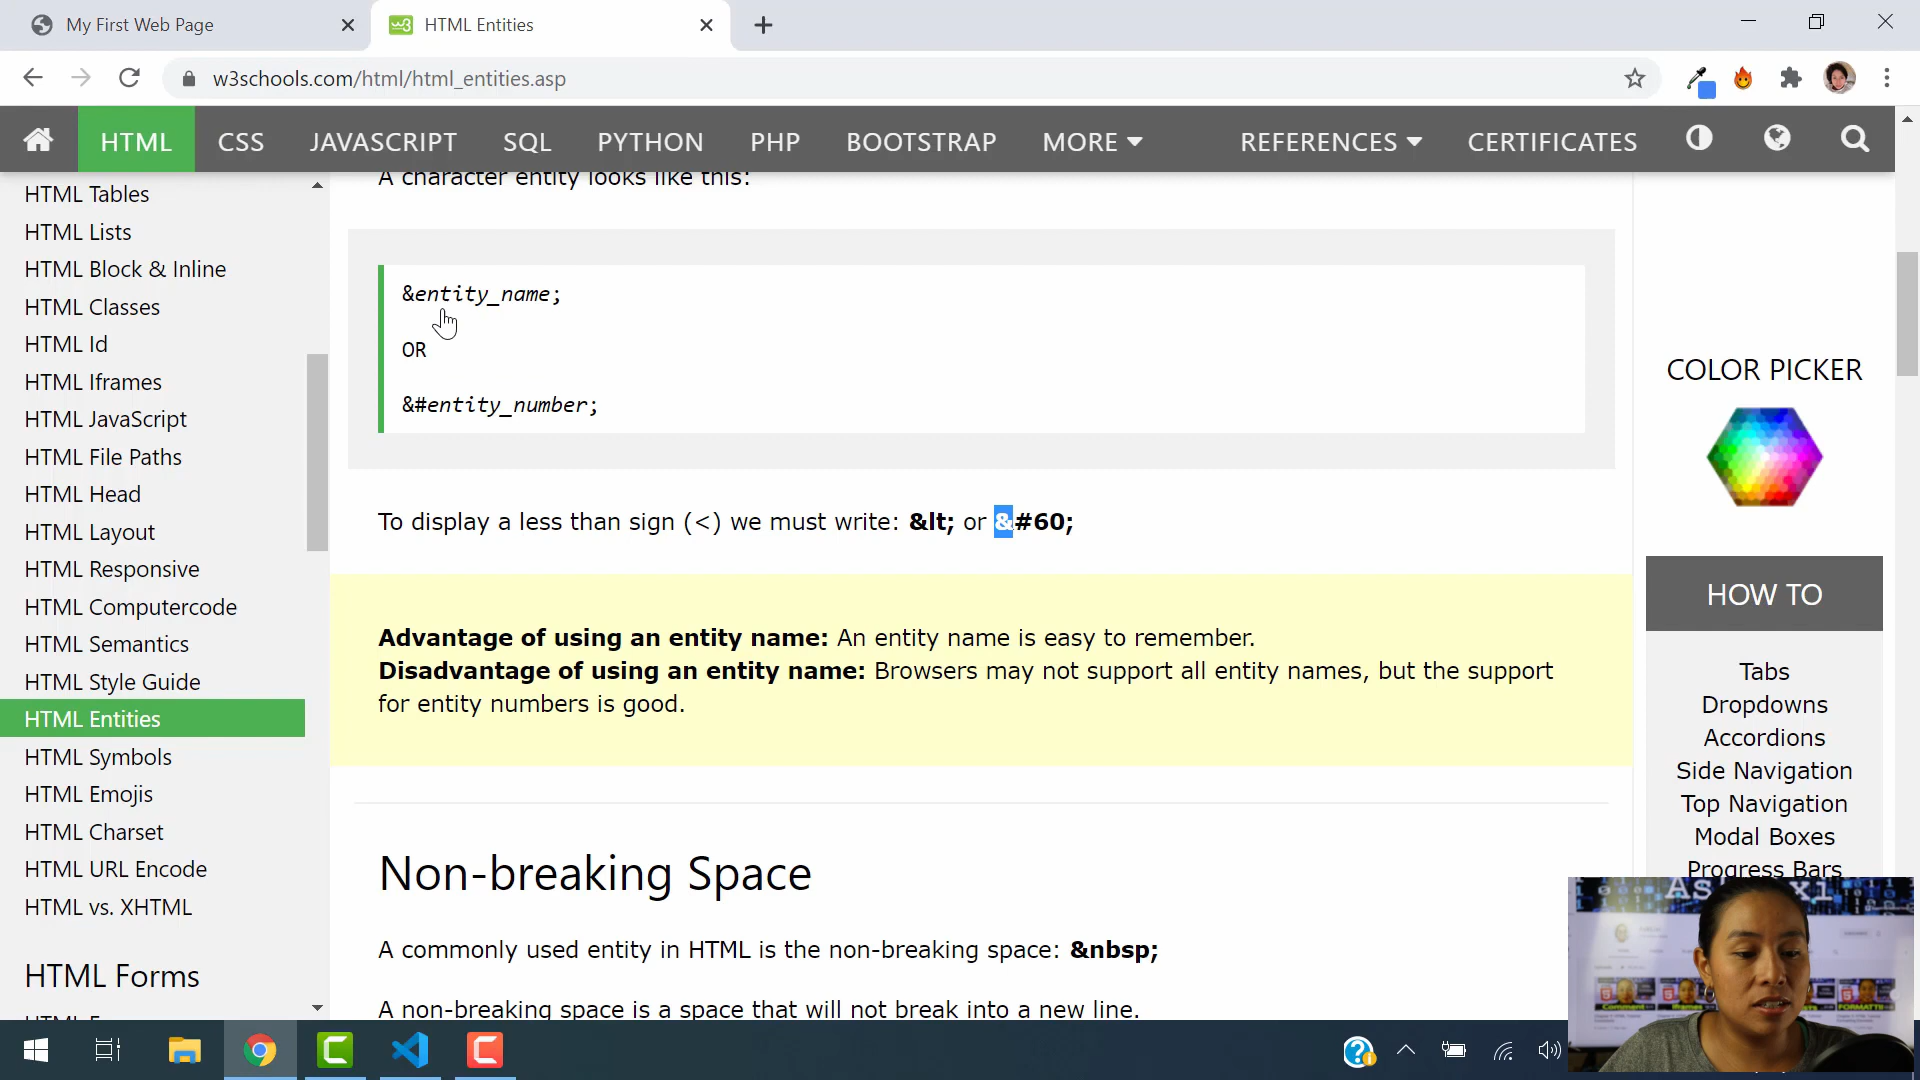 My First Web Page
HTML Entities
w3schools.com/html/html_entities.asp
HTML CSS JAVASCRIPT SQL PYTHON PHP BOOTSTRAP MORE REFERENCES CERTIFICATES
HTML Tables
HTML Lists
HTML Block & Inline
HTML Classes
HTML Id
HTML Iframes
HTML JavaScript
HTML File Paths
HTML Head
HTML Layout
HTML Responsive
HTML Computercode
HTML Semantics
HTML Style Guide
HTML Entities
HTML Symbols
HTML Emojis
HTML Charset
HTML URL Encode
HTML vs. XHTML
HTML Forms
A character entity looks like this:
&entity_name;
OR
&#entity_number;
To display a less than sign (<) we must write: &lt; or &#60;
Advantage of using an entity name: An entity name is easy to remember.
Disadvantage of using an entity name: Browsers may not support all entity names, but the support
for entity numbers is good.
Non-breaking Space
A commonly used entity in HTML is the non-breaking space: &nbsp;
A non-breaking space is a space that will not break into a new line.
COLOR PICKER
HOW TO
Tabs
Dropdowns
Accordions
Side Navigation
Top Navigation
Modal Boxes
Progress Bars